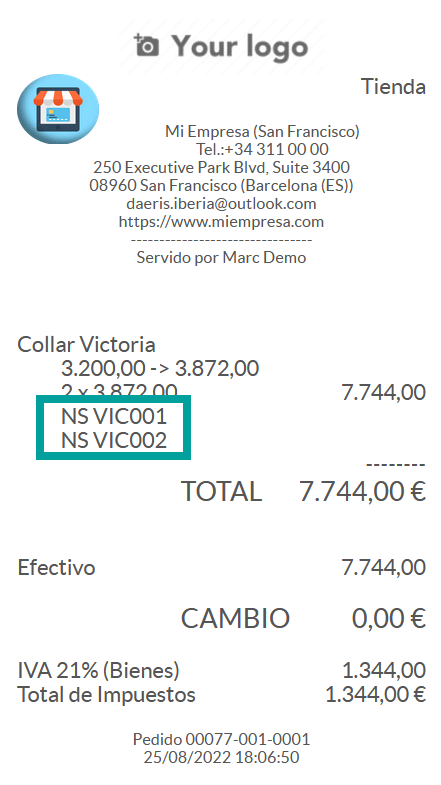 Your logo
Tienda
Mi Empresa (San Francisco)
Tel.:+34 311 00 00
250 Executive Park Blvd, Suite 3400
08960 San Francisco (Barcelona (ES))
daeris.iberia@outlook.com
https://www.miempresa.com
--------------------------------
Servido por Marc Demo
Collar Victoria
3.200,00 -> 3.872,00
2 x 3.872,00 7.744,00
NS VIC001
NS VIC002
--------
TOTAL 7.744,00 €
Efectivo 7.744,00
CAMBIO 0,00 €
IVA 21% (Bienes) 1.344,00
Total de Impuestos 1.344,00 €
Pedido 00077-001-0001
25/08/2022 18:06:50